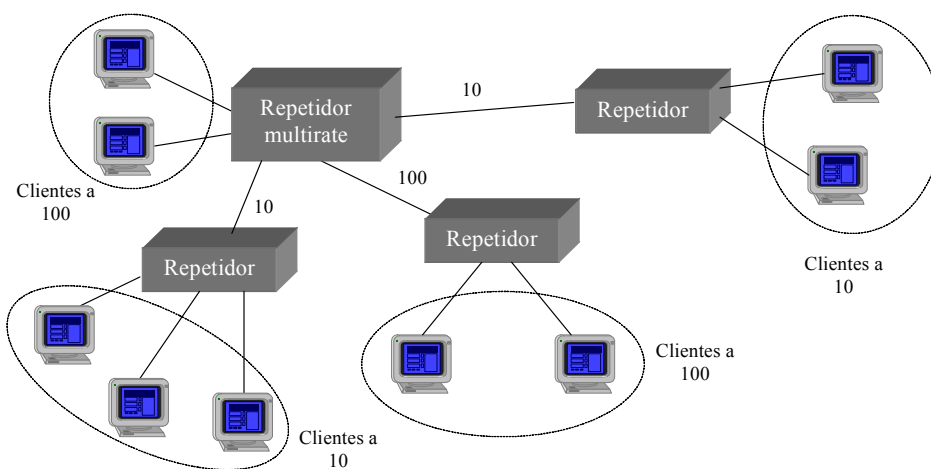 10
Repetidor
multirate
Repetidor
Clientes a
100
100
10
Repetidor
Repetidor
Clientes a
10
Clientes a
100
Clientes a
10